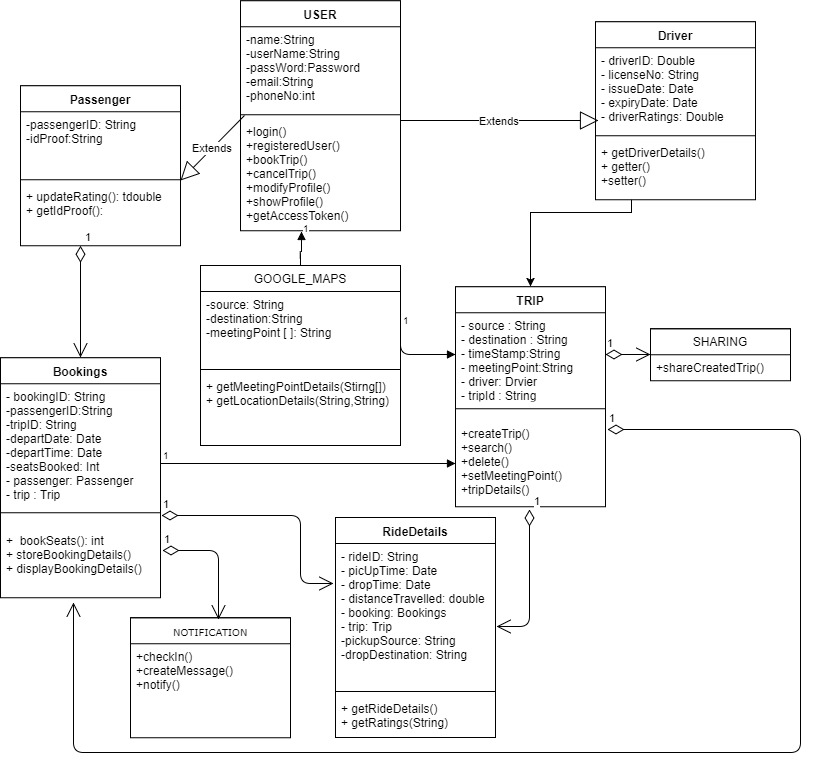 USER
-name:String
-userName:String
-passWord:Password
-email:String
-phoneNo:int
+login()
+registeredUser()
+bookTrip()
+cancelTrip()
+modifyProfile()
+showProfile()
+getAccessToken()
1
Driver
- driverID: Double
- licenseNo: String
- issueDate: Date
- expiryDate: Date
- driverRatings: Double
+ getDriverDetails()
+ getter()
+setter()
Passenger
-passengerID: String
-idProof:String
+ updateRating(): tdouble
+ getIdProof():
1
Extends
Extends
GOOGLE_MAPS
-source: String
-destination:String
-meetingPoint [ ]: String
+ getMeetingPointDetails(Stirng[])
+ getLocationDetails(String,String)
1
TRIP
- source : String
- destination : String
- timeStamp:String
- meetingPoint:String
- driver: Drvier
- tripId : String
+createTrip()
+search()
+delete()
+setMeetingPoint()
+tripDetails()
1
1
1
SHARING
+shareCreatedTrip()
Bookings
- bookingID: String
-passengerID:String
-tripID: String
-departDate: Date
-departTime: Date
-seatsBooked: Int
- passenger: Passenger
- trip : Trip
+ bookSeats(): int
+ storeBookingDetails()
+ displayBookingDetails()
1
1
1
RideDetails
- rideID: String
- picUpTime: Date
- dropTime: Date
- distanceTravelled: double
- booking: Bookings
- trip: Trip
-pickupSource: String
-dropDestination: String
+ getRideDetails()
+ getRatings(String)
NOTIFICATION
+checkIn()
+createMessage()
+notify()